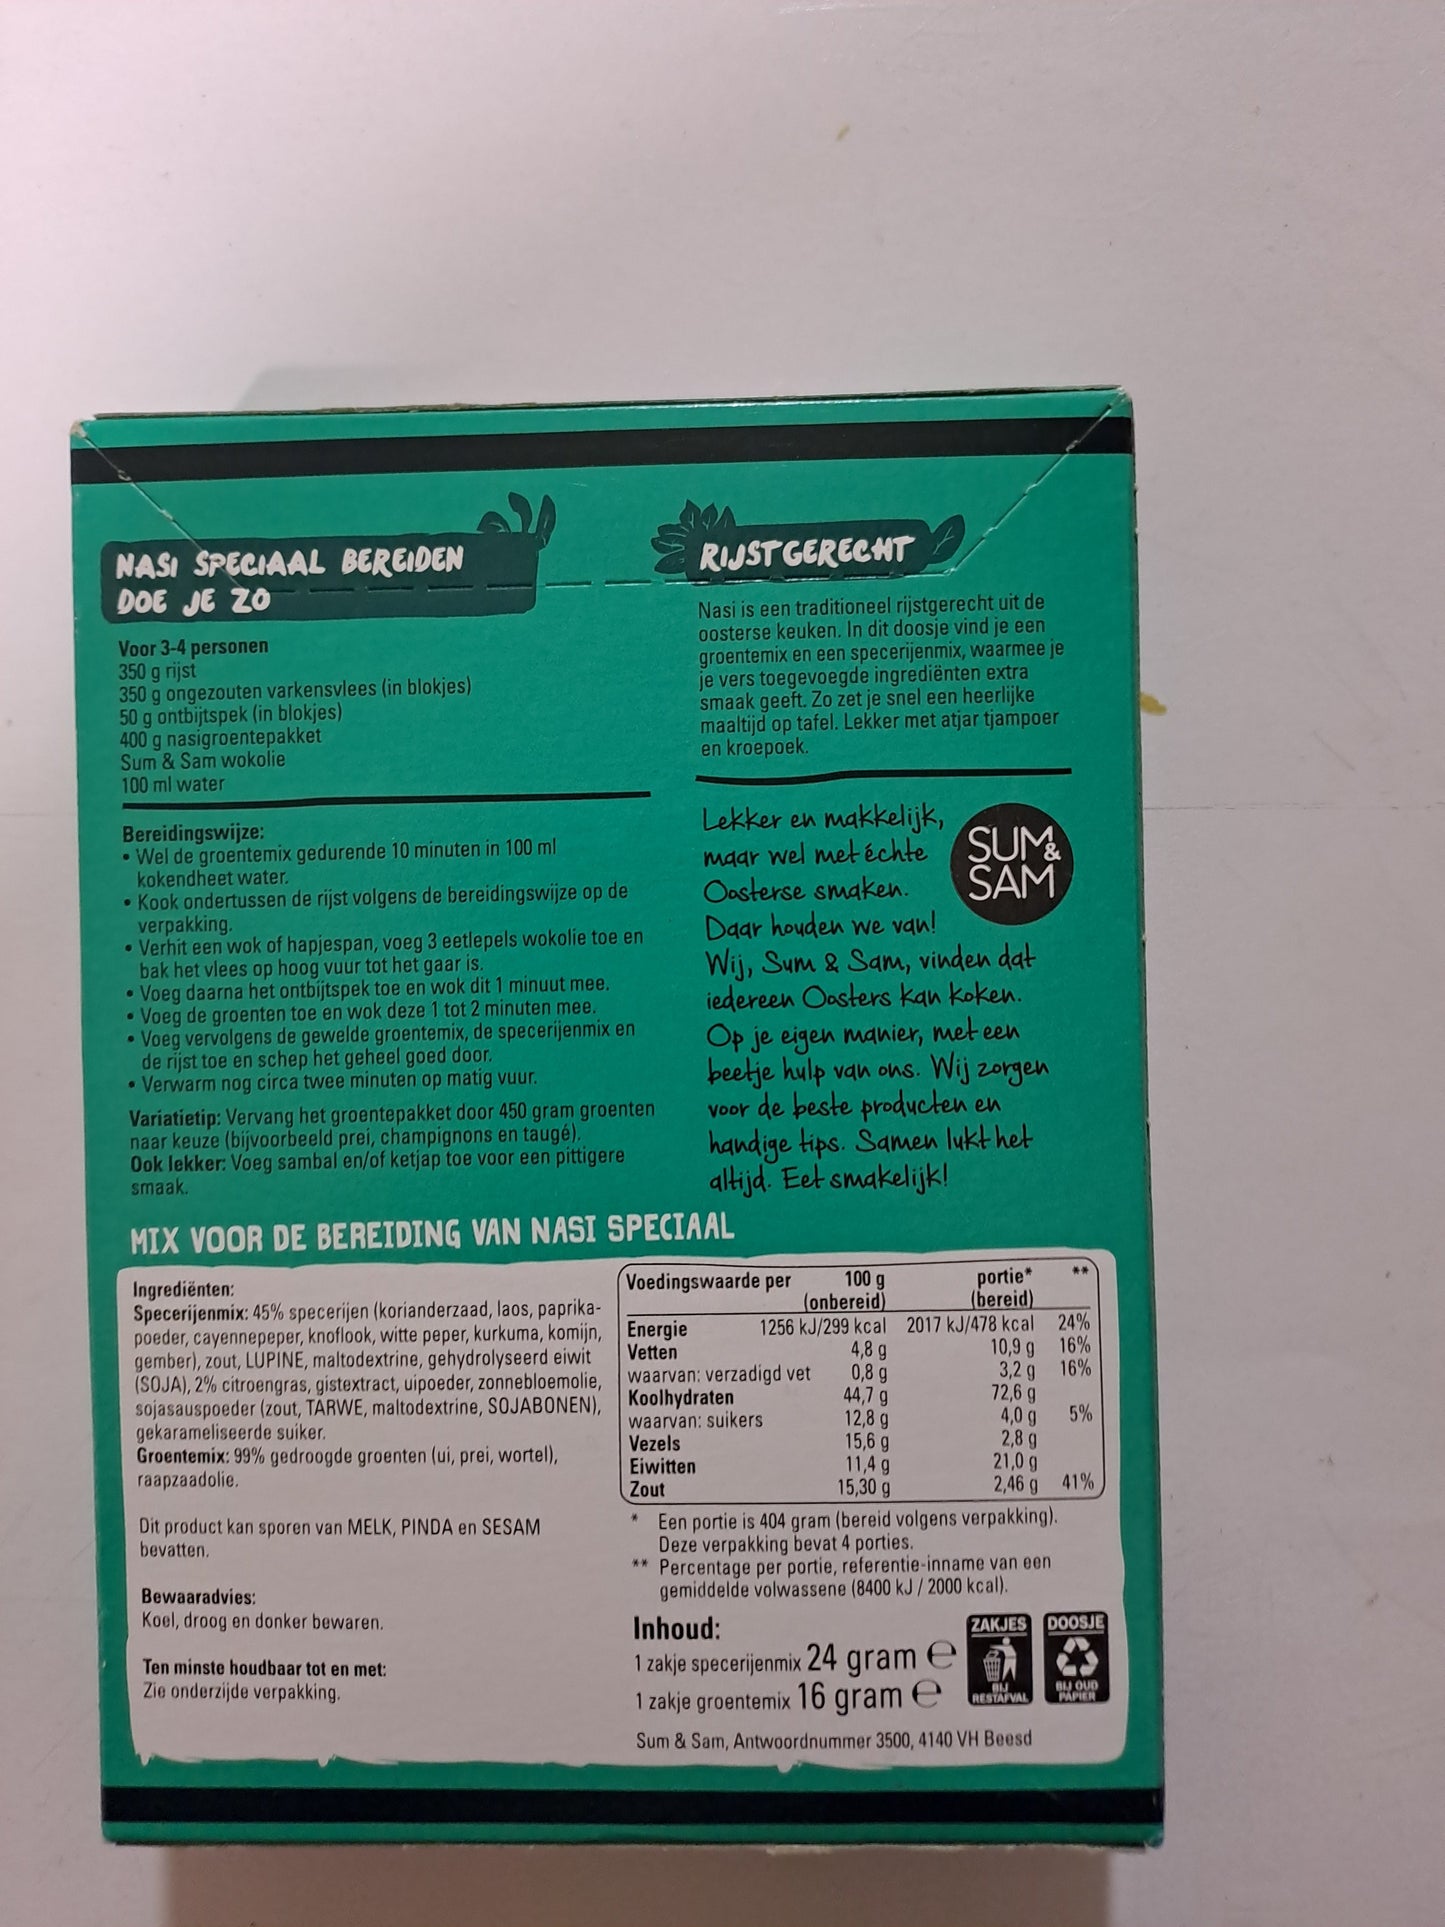 NASI SPECIAAL BEREIDEN
DOE JE ZO
Voor 3-4 personen
350 g rijst
350 g ongezouten varkensvlees (in blokjes)
50 g ontbijtspek (in blokjes)
400 g nasigroentepakket
Sum & Sam wokolie
100 ml water
Bereidingswijze:
• Wel de groentemix gedurende 10 minuten in 100 ml
kokendheet water.
• Kook ondertussen de rijst volgens de bereidingswijze op de
verpakking.
• Verhit een wok of hapjespan, voeg 3 eetlepels wokolie toe en
bak het vlees op hoog vuur tot het gaar is.
• Voeg daarna het ontbijtspek toe en wok dit 1 minuut mee.
• Voeg de groenten toe en wok deze 1 tot 2 minuten mee.
• Voeg vervolgens de gewelde groentemix, de specerijenmix en
de rijst toe en schep het geheel goed door.
• Verwarm nog circa twee minuten op matig vuur.
Variatietip: Vervang het groentepakket door 450 gram groenten
naar keuze (bijvoorbeeld prei, champignons en taugé).
Ook lekker: Voeg sambal en/of ketjap toe voor een pittigere
smaak.
RIJSTGERECHT
Nasi is een traditioneel rijstgerecht uit de
oosterse keuken. In dit doosje vind je een
groentemix en een specerijenmix, waarmee je
je vers toegevoegde ingrediënten extra
smaak geeft. Zo zet je snel een heerlijke
maaltijd op tafel. Lekker met atjar tjampoer
en kroepoek.
Lekker en makkelijk,
maar wel met échte
Oosterse smaken.
Daar houden we van!
Wij, Sum & Sam, vinden dat
iedereen Oosters kan koken.
Op je eigen manier, met een
beetje hulp van ons. Wij zorgen
voor de beste producten en
handige tips. Samen lukt het
altijd. Eet smakelijk!
SUM &
SAM
MIX VOOR DE BEREIDING VAN NASI SPECIAAL
Ingrediënten:
Specerijenmix: 45% specerijen (korianderzaad, laos, paprika-
poeder, cayennepeper, knoflook, witte peper, kurkuma, komijn,
gember), zout, LUPINE, maltodextrine, gehydrolyseerd eiwit
(SOJA), 2% citroengras, gistextract, uipoeder, zonnebloemolie,
sojasauspoeder (zout, TARWE, maltodextrine, SOJABONEN),
gekarameliseerde suiker.
Groentemix: 99% gedroogde groenten (ui, prei, wortel),
raapzaadolie.
Dit product kan sporen van MELK, PINDA en SESAM
bevatten.
Bewaaradvies:
Koel, droog en donker bewaren.
Ten minste houdbaar tot en met:
Zie onderzijde verpakking.
Voedingswaarde per 100 g portie* **
(onbereid) (bereid)
Energie 1256 kJ/299 kcal 2017 kJ/478 kcal 24%
Vetten 4,8 g 10,9 g 16%
waarvan: verzadigd vet 0,8 g 3,2 g 16%
Koolhydraten 44,7 g 72,6 g
waarvan: suikers 12,8 g 4,0 g 5%
Vezels 15,6 g 2,8 g
Eiwitten 11,4 g 21,0 g
Zout 15,30 g 2,46 g 41%
* Een portie is 404 gram (bereid volgens verpakking).
Deze verpakking bevat 4 porties.
** Percentage per portie, referentie-inname van een
gemiddelde volwassene (8400 kJ / 2000 kcal).
Inhoud:
1 zakje specerijenmix 24 gram e
1 zakje groentemix 16 gram e
ZAKJES
BIJ
RESTAFVAL
DOOSJE
BIJ OUD
PAPIER
Sum & Sam, Antwoordnummer 3500, 4140 VH Beesd